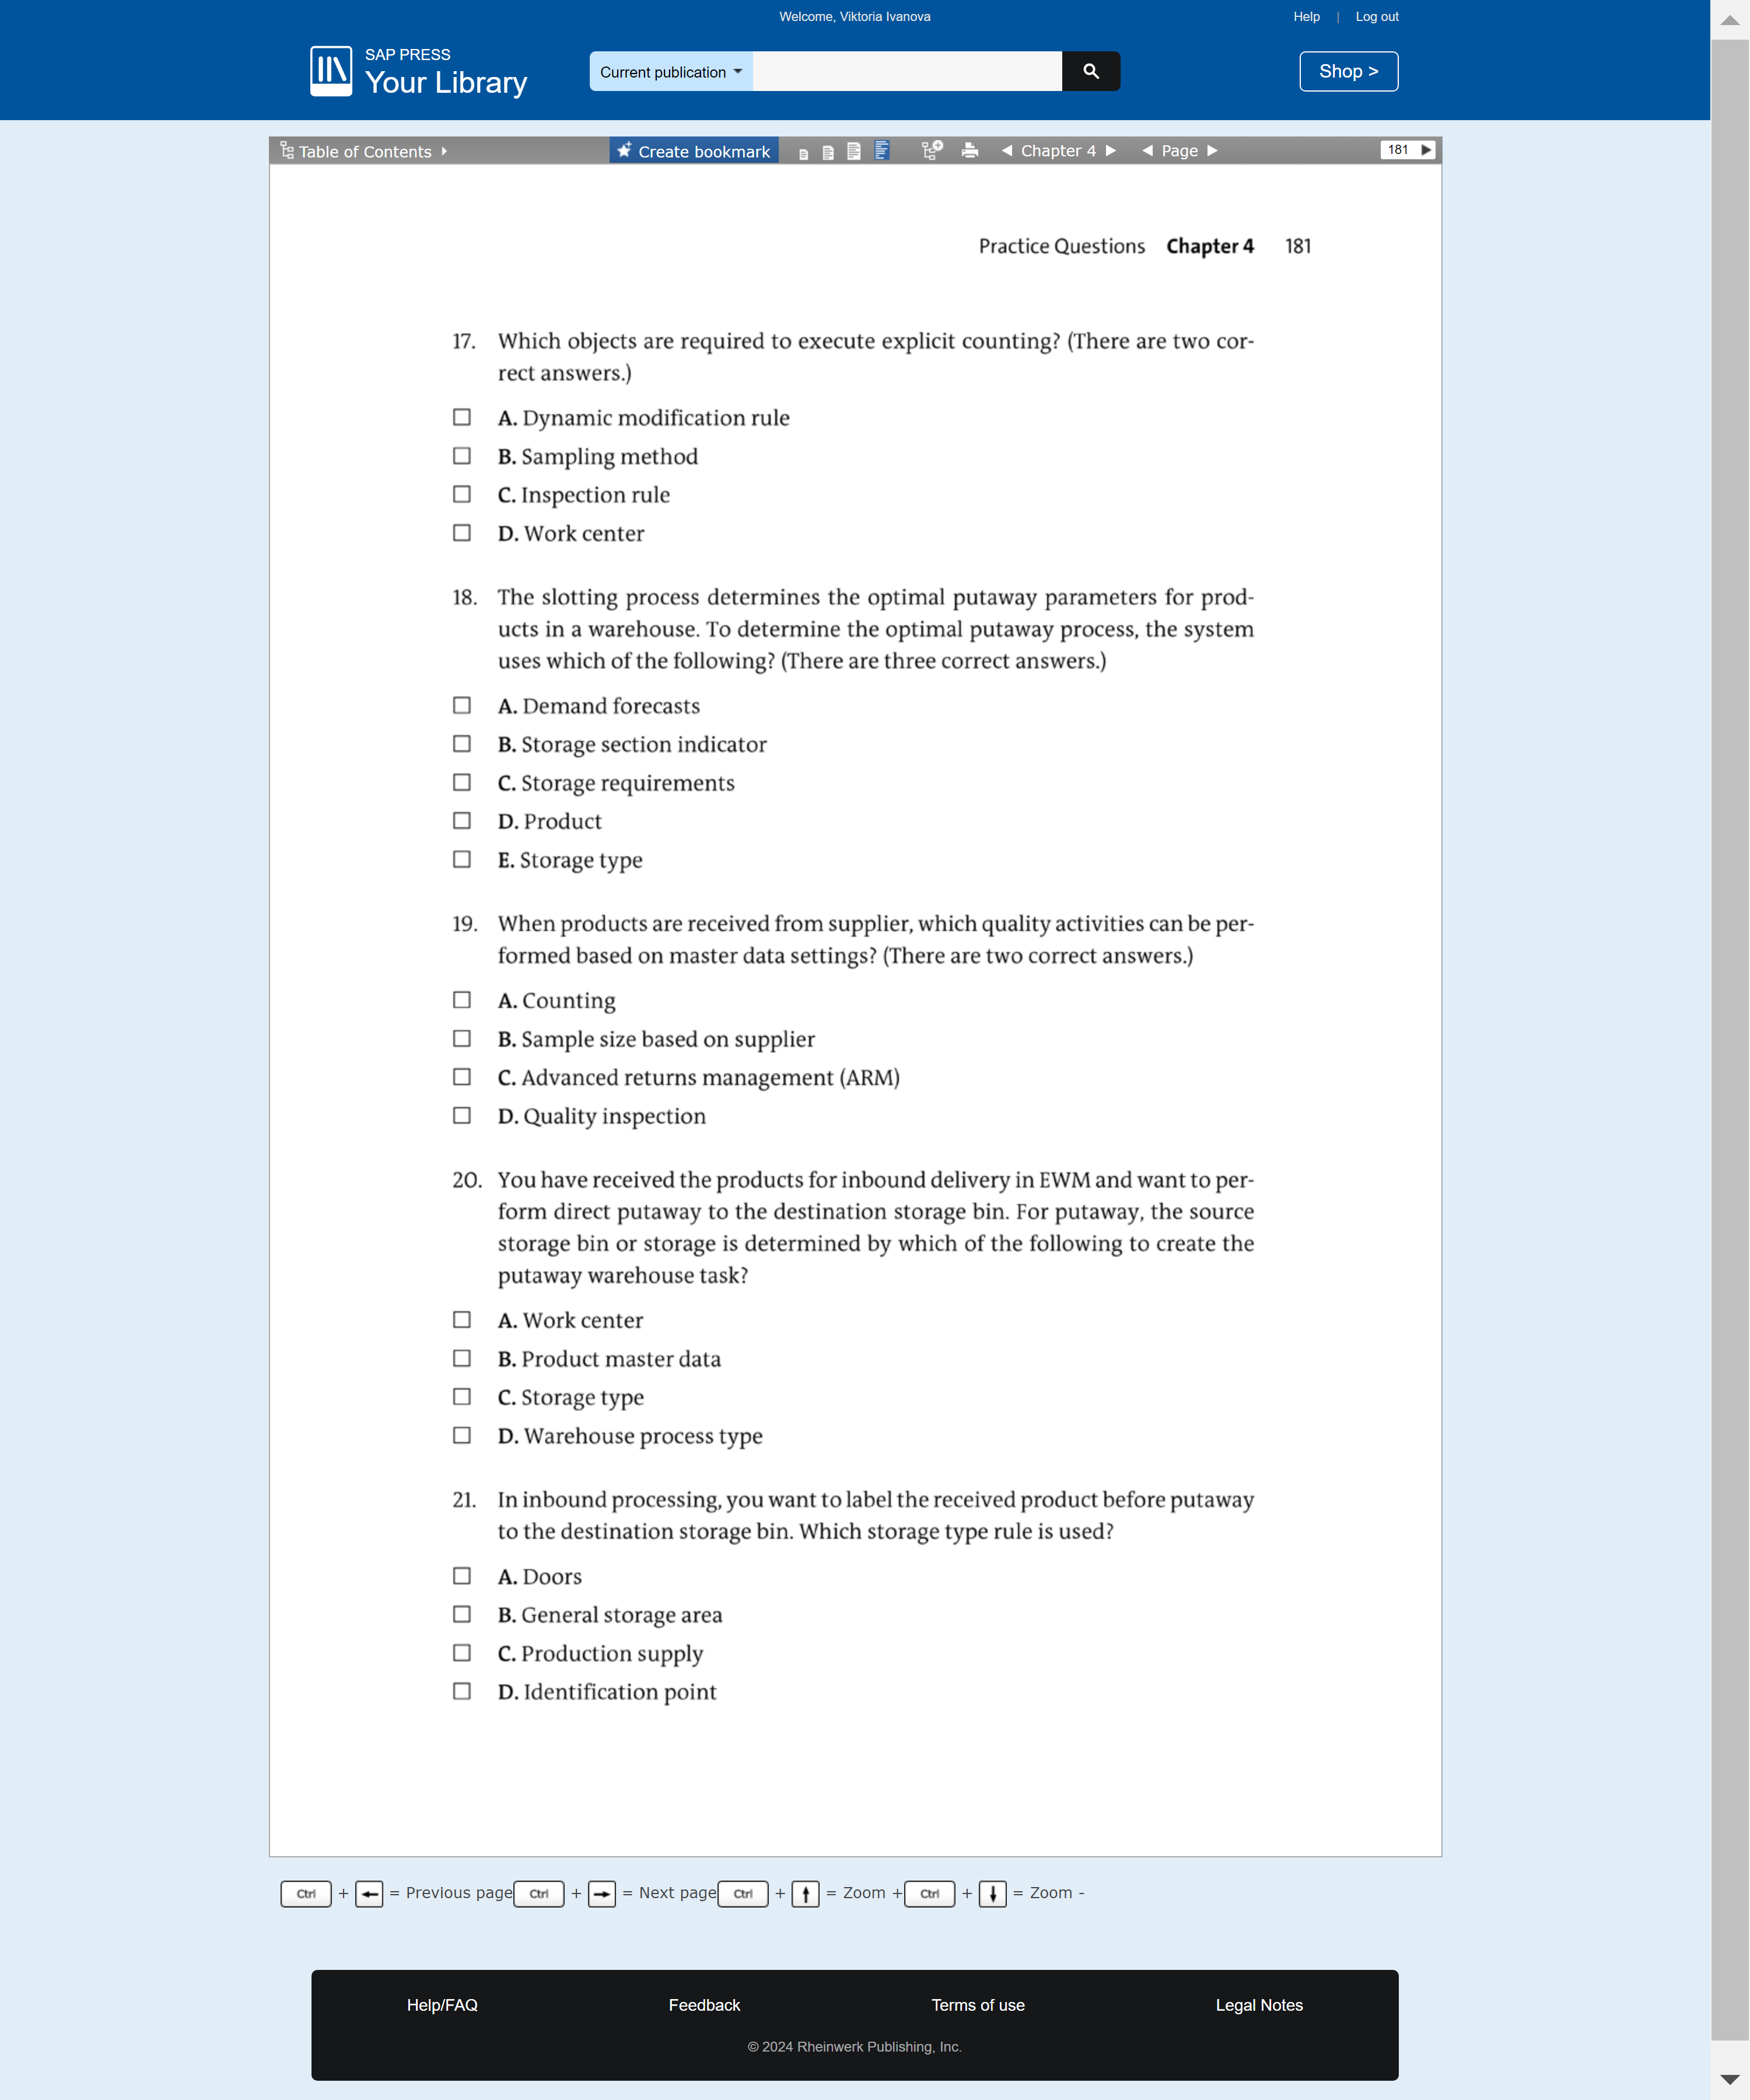 Welcome, Viktoria Ivanova
Help | Log out
SAP PRESS
Your Library
Current publication
Shop >
Table of Contents
Create bookmark
Chapter 4
Page
181
Practice Questions Chapter 4 181
17. Which objects are required to execute explicit counting? (There are two cor-
rect answers.)
A. Dynamic modification rule
B. Sampling method
C. Inspection rule
D. Work center
18. The slotting process determines the optimal putaway parameters for prod-
ucts in a warehouse. To determine the optimal putaway process, the system
uses which of the following? (There are three correct answers.)
A. Demand forecasts
B. Storage section indicator
C. Storage requirements
D. Product
E. Storage type
19. When products are received from supplier, which quality activities can be per-
formed based on master data settings? (There are two correct answers.)
A. Counting
B. Sample size based on supplier
C. Advanced returns management (ARM)
D. Quality inspection
20. You have received the products for inbound delivery in EWM and want to per-
form direct putaway to the destination storage bin. For putaway, the source
storage bin or storage is determined by which of the following to create the
putaway warehouse task?
A. Work center
B. Product master data
C. Storage type
D. Warehouse process type
21. In inbound processing, you want to label the received product before putaway
to the destination storage bin. Which storage type rule is used?
A. Doors
B. General storage area
C. Production supply
D. Identification point
Ctrl + ← = Previous page Ctrl + → = Next page Ctrl + ↑ = Zoom + Ctrl + ↓ = Zoom -
Help/FAQ Feedback Terms of use Legal Notes
© 2024 Rheinwerk Publishing, Inc.